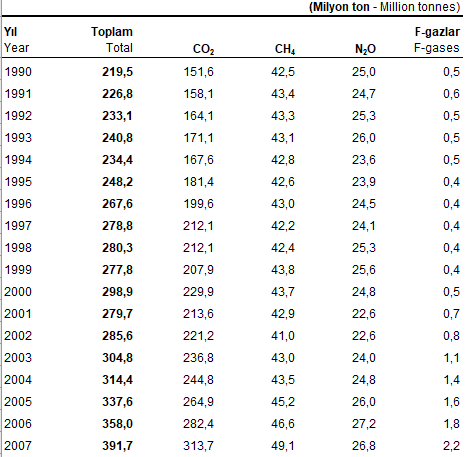 (Milyon ton - Million tonnes)
Yıl Toplam F-gazlar
Year Total CO₂ CH₄ N₂O F-gases
1990 219,5 151,6 42,5 25,0 0,5
1991 226,8 158,1 43,4 24,7 0,6
1992 233,1 164,1 43,3 25,3 0,5
1993 240,8 171,1 43,1 26,0 0,5
1994 234,4 167,6 42,8 23,6 0,5
1995 248,2 181,4 42,6 23,9 0,4
1996 267,6 199,6 43,0 24,5 0,4
1997 278,8 212,1 42,2 24,1 0,4
1998 280,3 212,1 42,4 25,3 0,4
1999 277,8 207,9 43,8 25,6 0,4
2000 298,9 229,9 43,7 24,8 0,5
2001 279,7 213,6 42,9 22,6 0,7
2002 285,6 221,2 41,0 22,6 0,8
2003 304,8 236,8 43,0 24,0 1,1
2004 314,4 244,8 43,5 24,8 1,4
2005 337,6 264,9 45,2 26,0 1,6
2006 358,0 282,4 46,6 27,2 1,8
2007 391,7 313,7 49,1 26,8 2,2